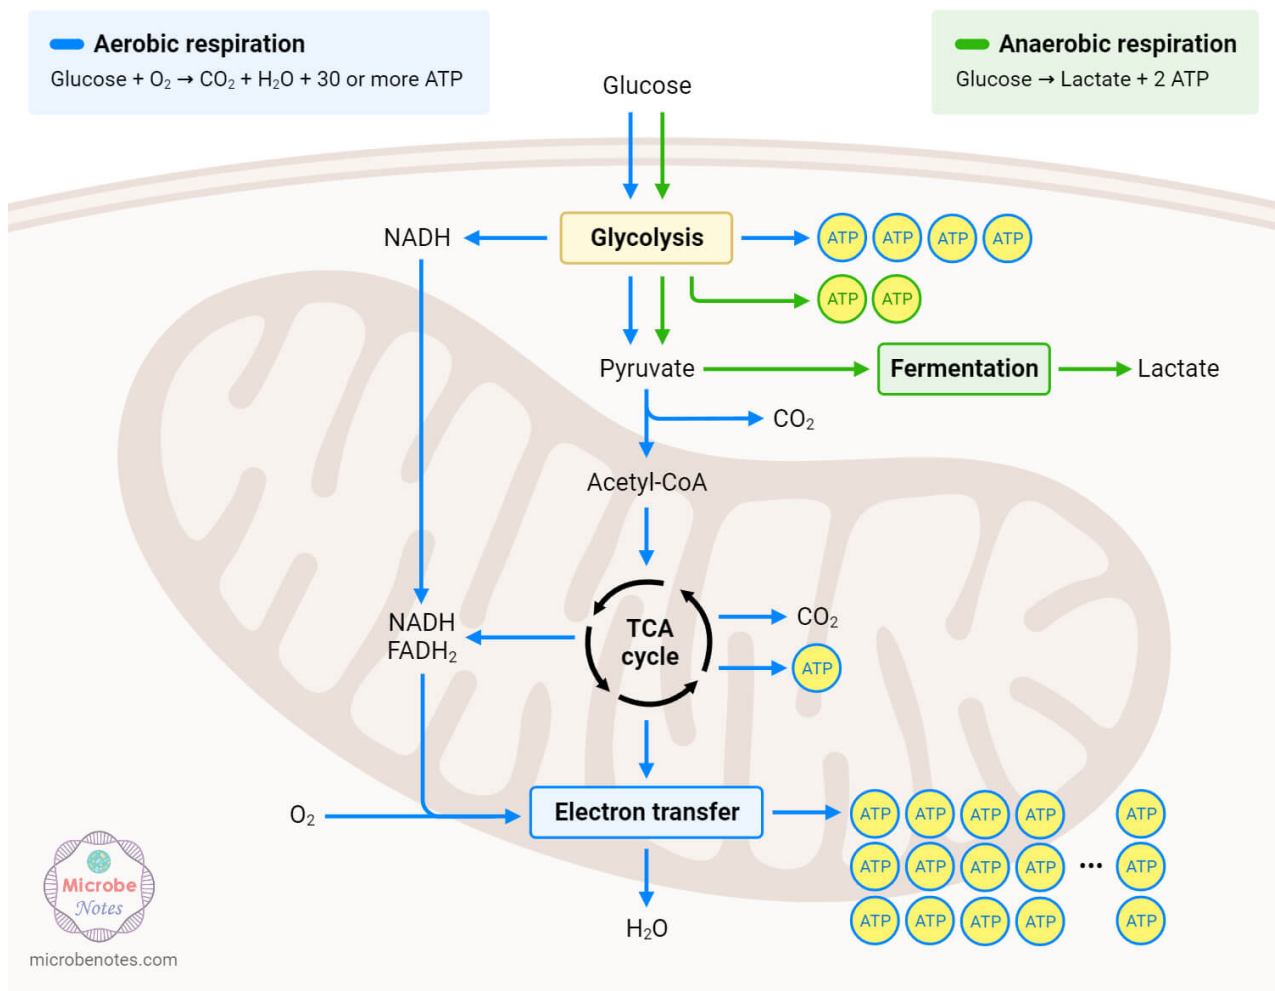 Aerobic respiration
Glucose + O₂ → CO₂ + H₂O + 30 or more ATP
Anaerobic respiration
Glucose → Lactate + 2 ATP
Glucose
NADH
Glycolysis
ATP ATP ATP ATP
ATP ATP
Pyruvate
Fermentation
Lactate
CO₂
Acetyl-CoA
NADH
FADH₂
TCA
cycle
CO₂
ATP
O₂
Electron transfer
ATP ATP ATP ATP ATP
ATP ATP ATP ATP ... ATP
ATP ATP ATP ATP ATP
H₂O
Microbe
Notes
microbenotes.com